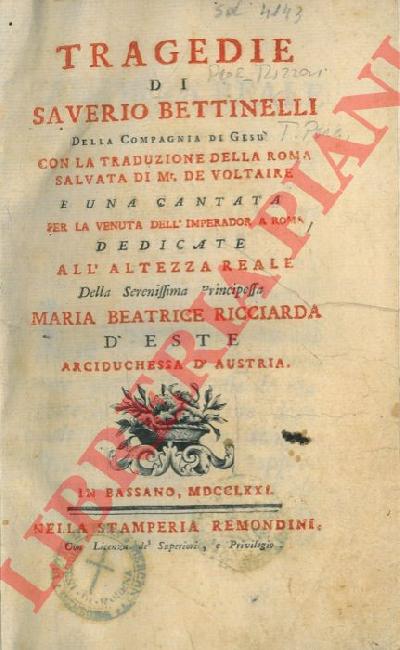 Sd 4143
TRAGEDIE
DI
SAVERIO BETTINELLI
DELLA COMPAGNIA DI GESU'
CON LA TRADUZIONE DELLA ROMA
SALVATA DI Mr. DE VOLTAIRE
E UNA CANTATA
PER LA VENUTA DELL' IMPERADOR A ROMA
DEDICATE
ALL' ALTEZZA REALE
Della Serenissima Principessa
MARIA BEATRICE RICCIARDA
D' ESTE
ARCIDUCHESSA D' AUSTRIA.
IN BASSANO, MDCCLXXI.
NELLA STAMPERIA REMONDINI.
Con Licenza de' Superiori, e Privilegio.
LIBRERIA PIANI